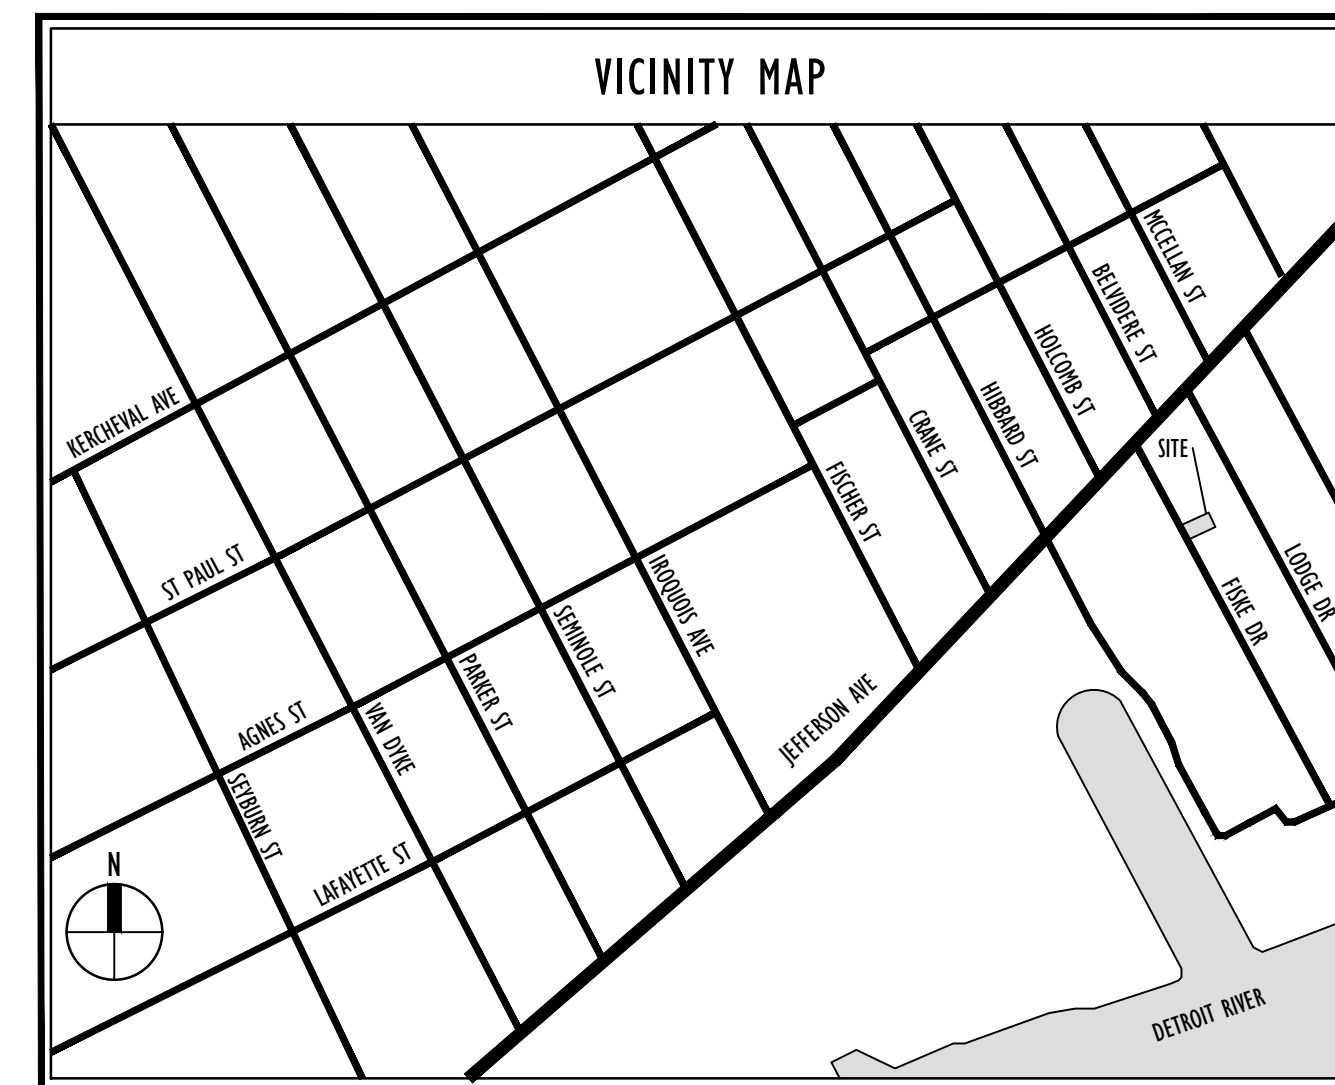 VICINITY MAP
MCCELLAN ST
BELVIDERE ST
HOLCOMB ST
HIBBARD ST
CRANE ST
KERCHEVAL AVE
SITE
FISCHER ST
ST PAUL ST
LODGE DR
IROQUOIS AVE
FISKE DR
SEMINOLE ST
PARKER ST
JEFFERSON AVE
AGNES ST
VAN DYKE
SEYBURN ST
LAFAYETTE ST
N
DETROIT RIVER